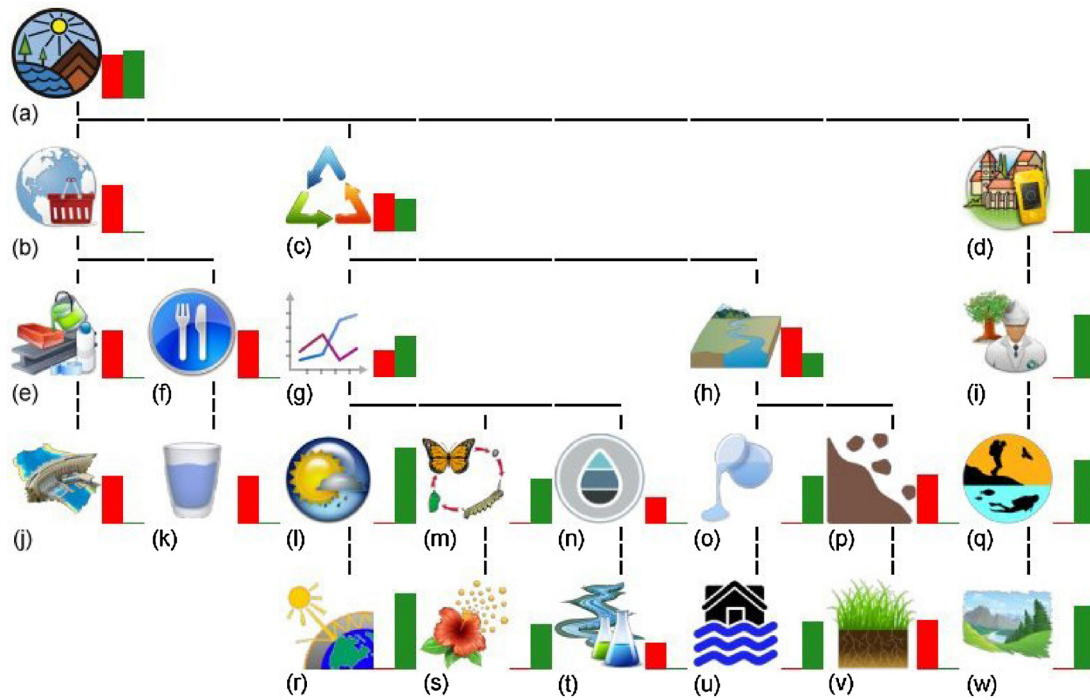 (a)
(b) (c) (d)
(e) (f) (g) (h) (i)
(j) (k) (l) (m) (n) (o) (p) (q)
(r) (s) (t) (u) (v) (w)